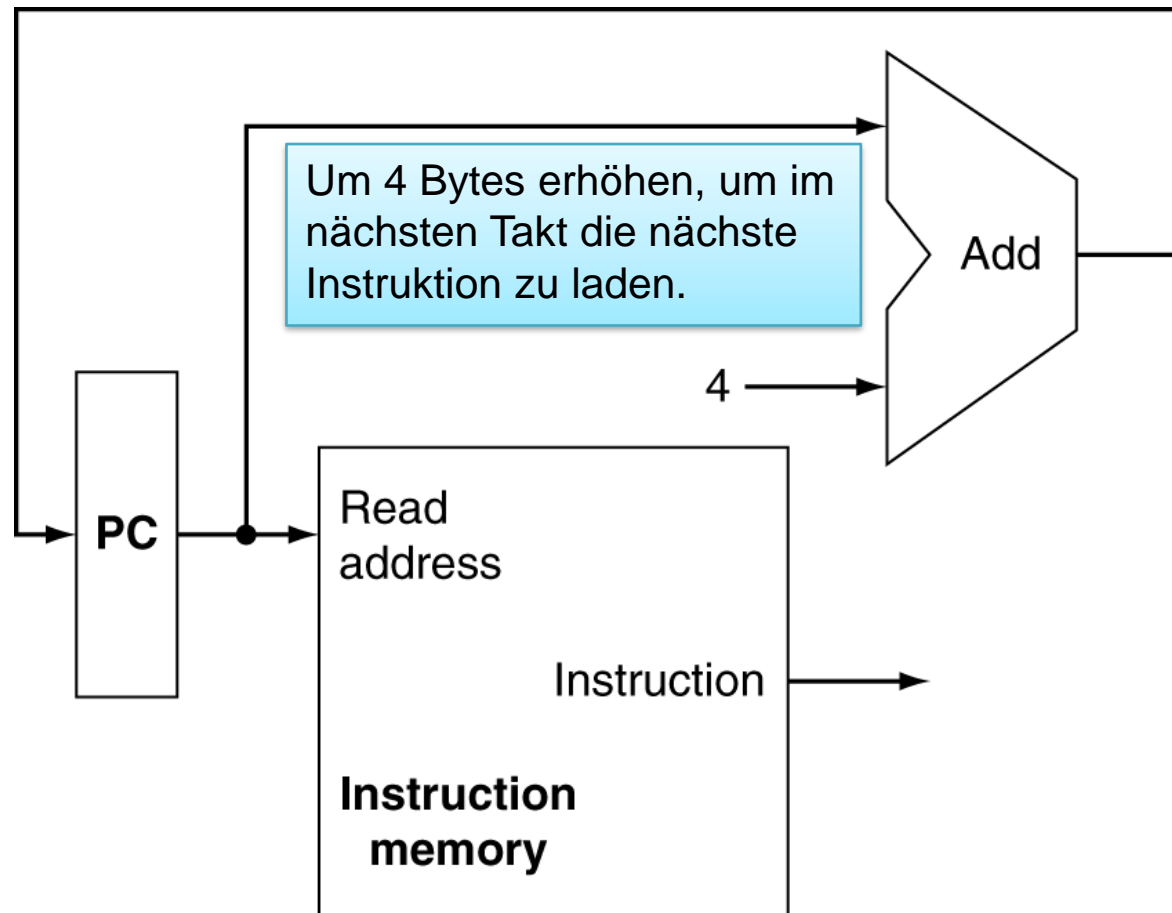 Um 4 Bytes erhöhen, um im
nächsten Takt die nächste
Instruktion zu laden.
Add
4
PC
Read
address
Instruction
Instruction
memory